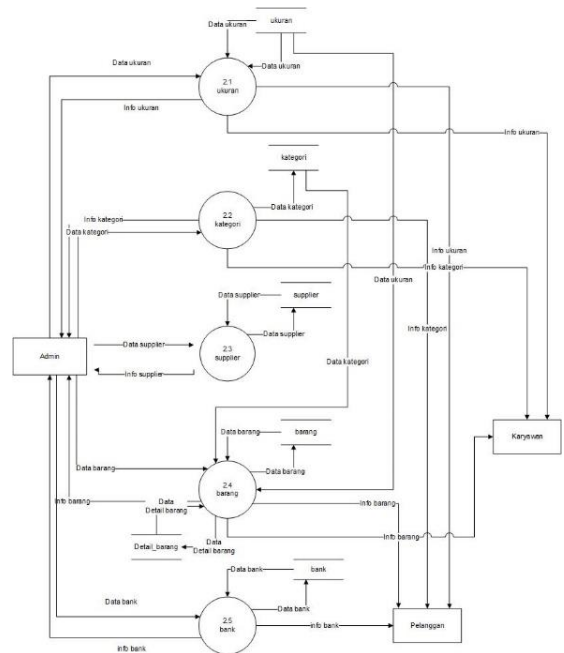 ukuran
Data ukuran
Data ukuran
Data ukuran
2.1
ukuran
Info ukuran
Info ukuran
kategori
Info kategori
Data kategori
2.2
kategori
Data kategori
Info ukuran
Info kategori
Data ukuran
Data supplier
supplier
Info kategori
Data supplier
Admin
Data supplier
2.3
supplier
Info supplier
Data kategori
Data barang
barang
Karyswan
Data barang
2.4
barang
Data barang
Info barang
Data
Detail barang
Info barang
Info barang
Detail_barang
Data
Detail barang
Data bank
bank
Data bank
2.5
bank
Data bank
info bank
Pelanggan
info bank